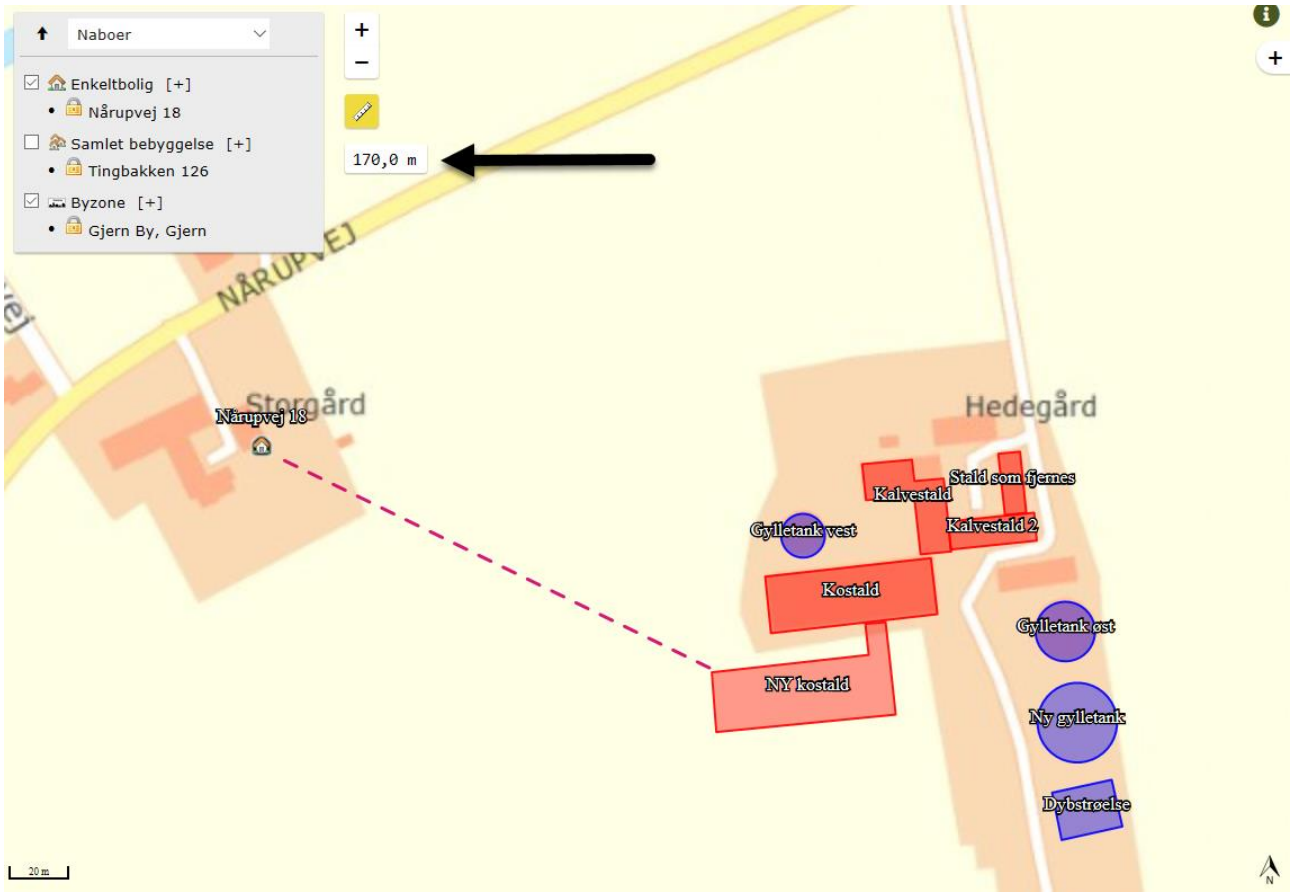 Naboer
Enkeltbolig [+]
• Nårupvej 18
Samlet bebyggelse [+]
• Tingbakken 126
Byzone [+]
• Gjern By, Gjern
+
−
170,0 m
i
+
NÅRUPVEJ
vej
Storgård
Nårupvej 18
Hedegård
Stald som fjernes
Kalvestald
Kalvestald 2
Gylletank vest
Kostald
Gylletank øst
NY kostald
Ny gylletank
Dybstrøelse
20 m
N